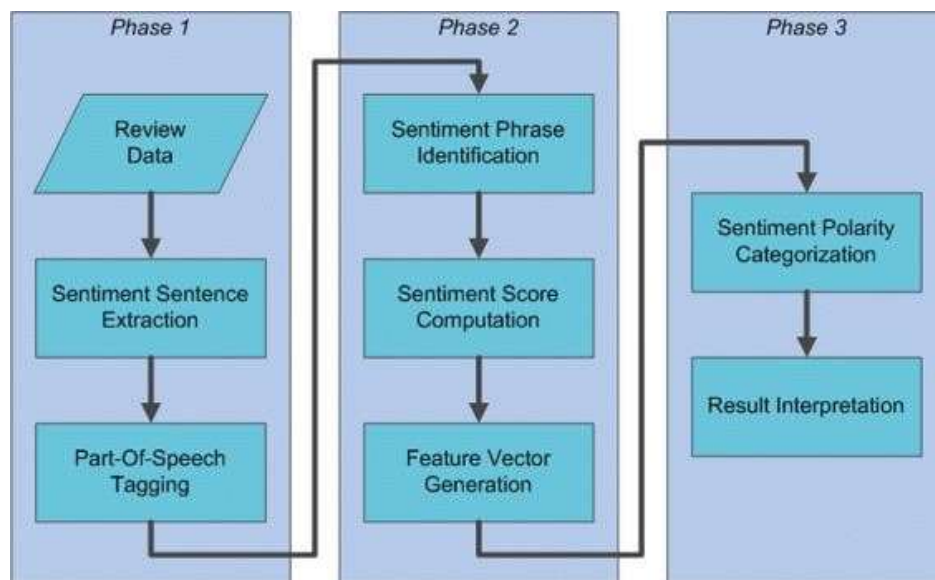 Phase 1
Review
Data
Sentiment Sentence
Extraction
Part-Of-Speech
Tagging
Phase 2
Sentiment Phrase
Identification
Sentiment Score
Computation
Feature Vector
Generation
Phase 3
Sentiment Polarity
Categorization
Result Interpretation